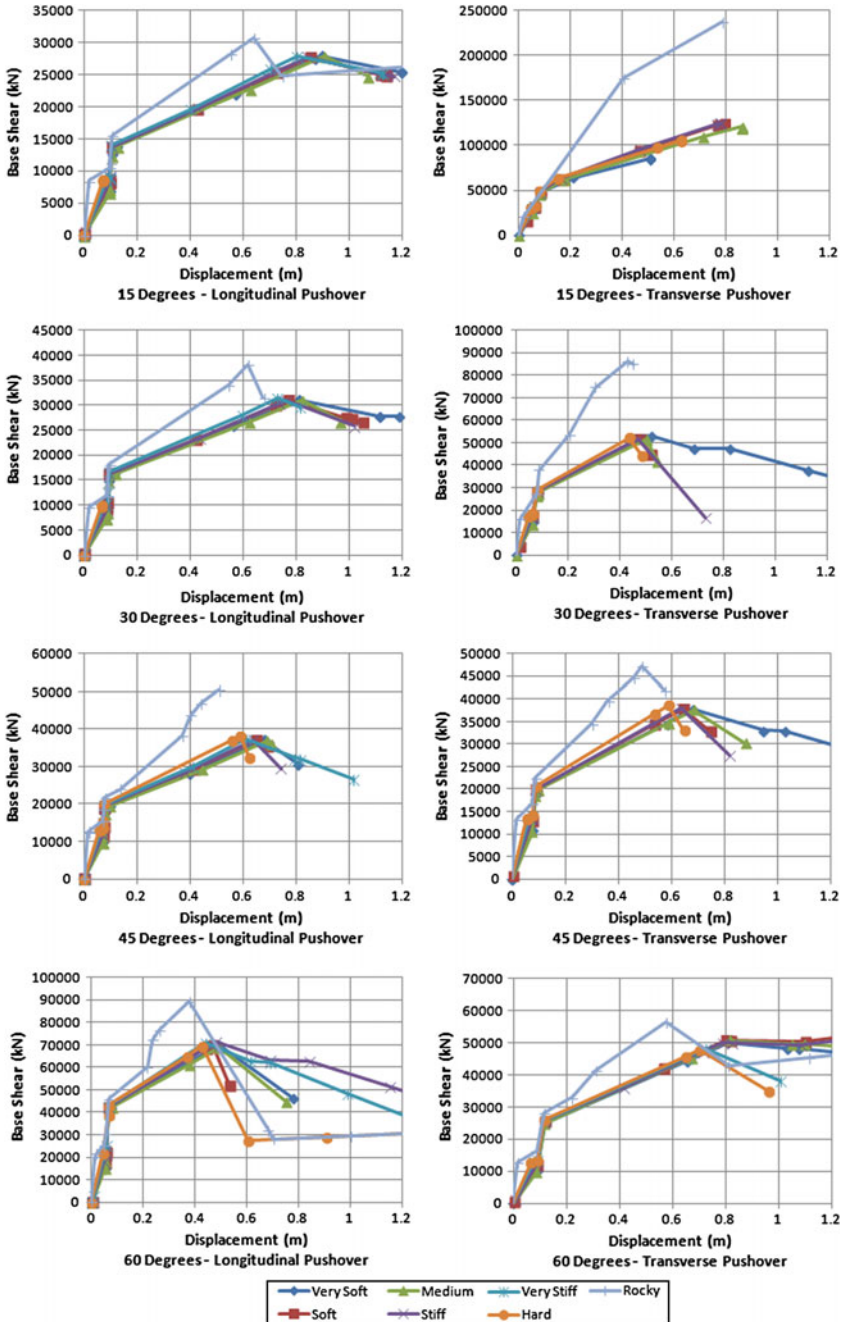 35000
30000
25000
20000
15000
10000
5000
0
Base Shear (kN)
0 0.2 0.4 0.6 0.8 1 1.2
Displacement (m)
15 Degrees - Longitudinal Pushover
250000
200000
150000
100000
50000
0
Base Shear (kN)
0 0.2 0.4 0.6 0.8 1 1.2
Displacement (m)
15 Degrees - Transverse Pushover
45000
40000
35000
30000
25000
20000
15000
10000
5000
0
Base Shear (kN)
0 0.2 0.4 0.6 0.8 1 1.2
Displacement (m)
30 Degrees - Longitudinal Pushover
100000
90000
80000
70000
60000
50000
40000
30000
20000
10000
0
Base Shear (kN)
0 0.2 0.4 0.6 0.8 1 1.2
Displacement (m)
30 Degrees - Transverse Pushover
60000
50000
40000
30000
20000
10000
0
Base Shear (kN)
0 0.2 0.4 0.6 0.8 1 1.2
Displacement (m)
45 Degrees - Longitudinal Pushover
50000
45000
40000
35000
30000
25000
20000
15000
10000
5000
0
Base Shear (kN)
0 0.2 0.4 0.6 0.8 1 1.2
Displacement (m)
45 Degrees - Transverse Pushover
100000
90000
80000
70000
60000
50000
40000
30000
20000
10000
0
Base Shear (kN)
0 0.2 0.4 0.6 0.8 1 1.2
Displacement (m)
60 Degrees - Longitudinal Pushover
70000
60000
50000
40000
30000
20000
10000
0
Base Shear (kN)
0 0.2 0.4 0.6 0.8 1 1.2
Displacement (m)
60 Degrees - Transverse Pushover
Very Soft Medium Very Stiff Rocky
Soft Stiff Hard